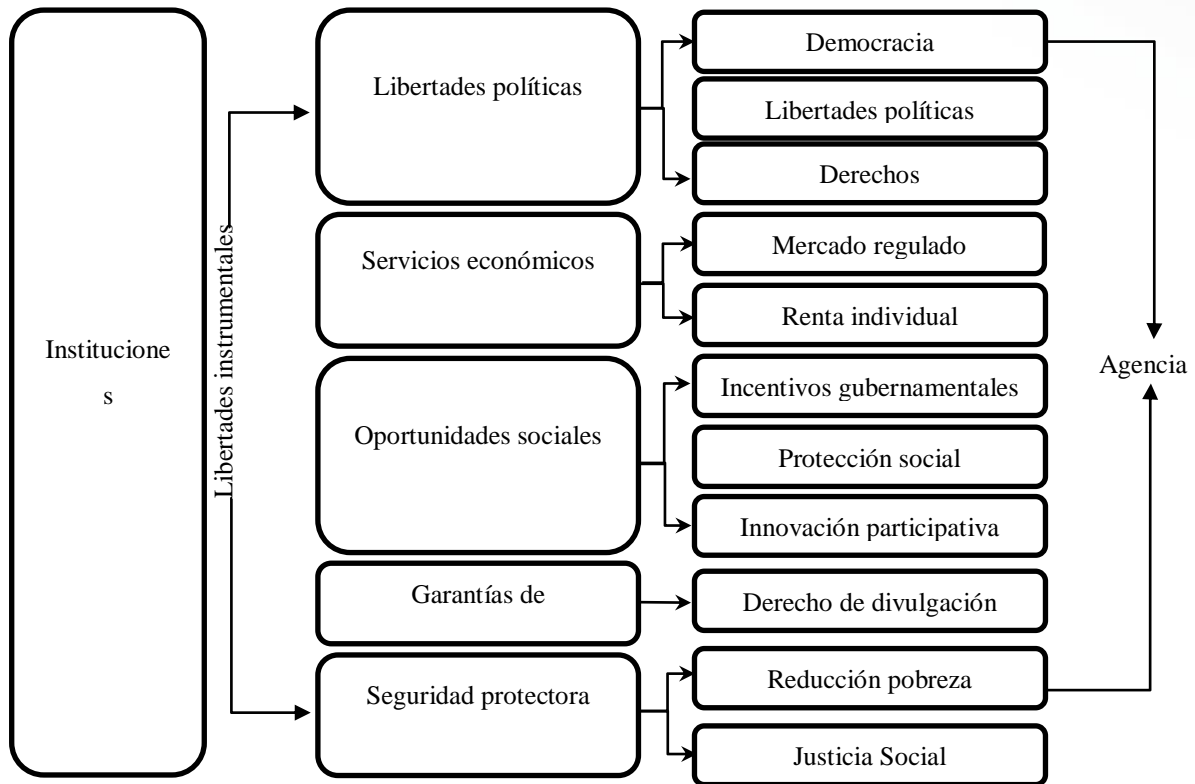 Institucione
s
Libertades instrumentales
Libertades políticas
Democracia
Libertades políticas
Derechos
Servicios económicos
Mercado regulado
Renta individual
Oportunidades sociales
Incentivos gubernamentales
Protección social
Innovación participativa
Garantías de
Derecho de divulgación
Seguridad protectora
Reducción pobreza
Justicia Social
Agencia